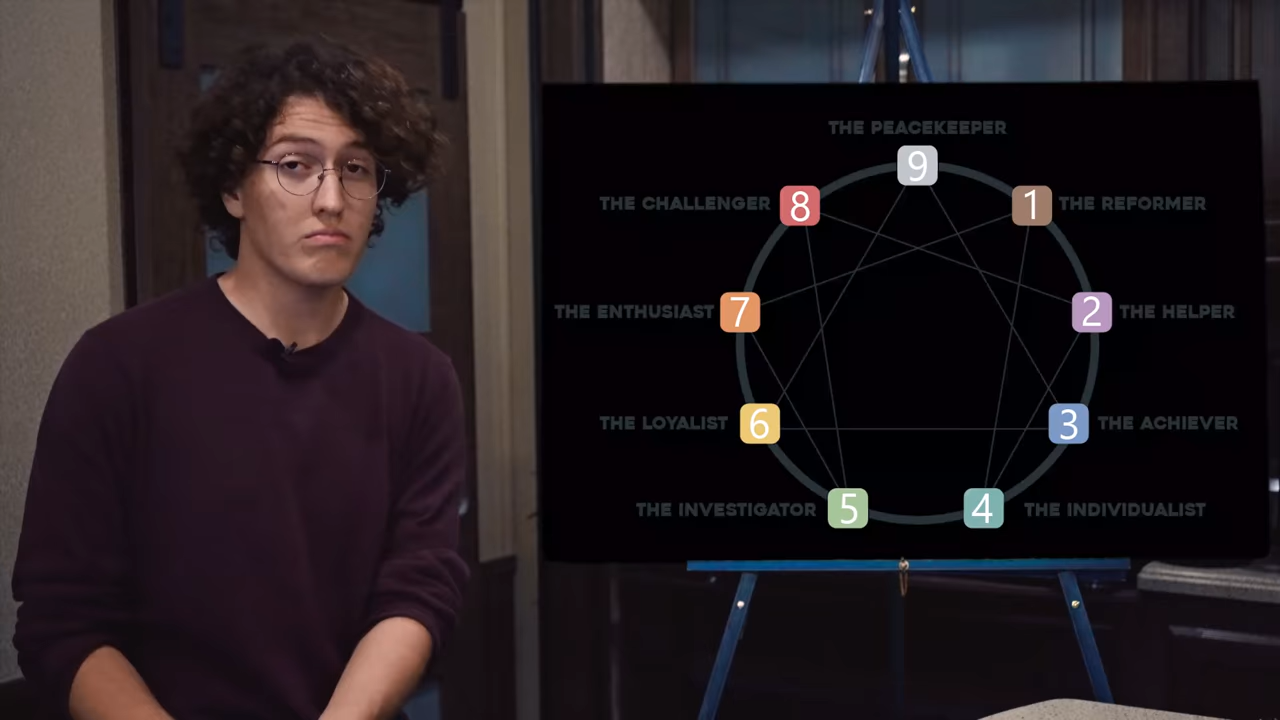 THE PEACEKEEPER
9
THE CHALLENGER 8
1 THE REFORMER
THE ENTHUSIAST 7
2 THE HELPER
THE LOYALIST 6
3 THE ACHIEVER
THE INVESTIGATOR 5
4 THE INDIVIDUALIST